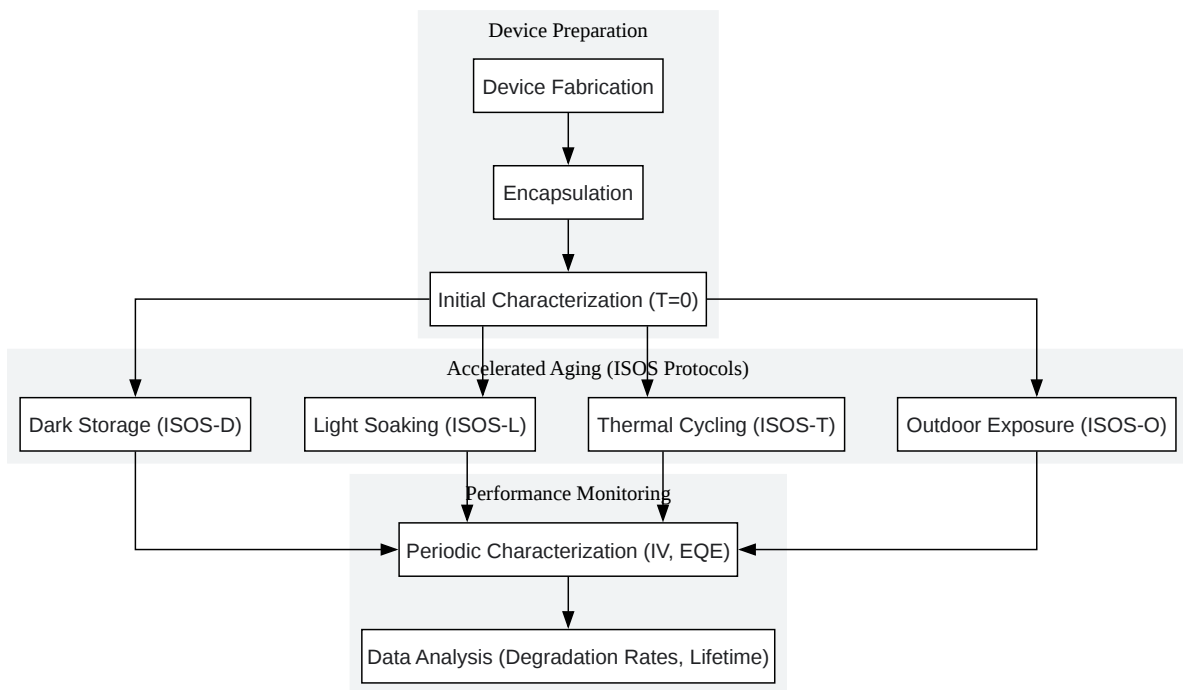 Device Preparation
Device Fabrication
Encapsulation
Initial Characterization (T=0)
Accelerated Aging (ISOS Protocols)
Dark Storage (ISOS-D)
Light Soaking (ISOS-L)
Thermal Cycling (ISOS-T)
Outdoor Exposure (ISOS-O)
Performance Monitoring
Periodic Characterization (IV, EQE)
Data Analysis (Degradation Rates, Lifetime)